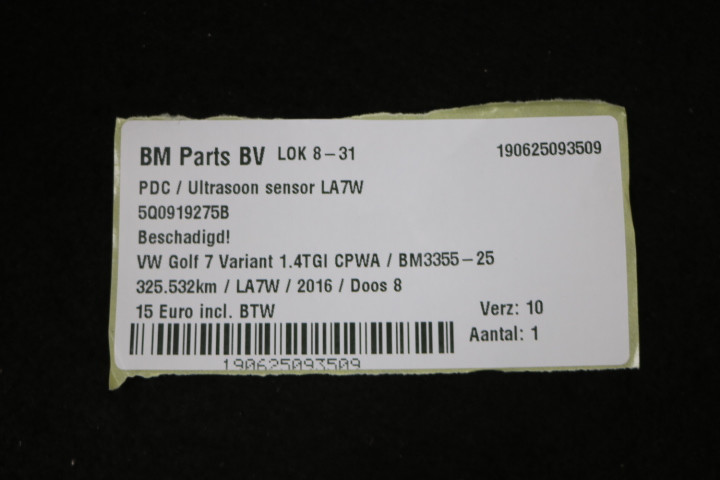 BM Parts BV LOK 8-31 190625093509
PDC / Ultrasoon sensor LA7W
5Q0919275B
Beschadigd!
VW Golf 7 Variant 1.4TGI CPWA / BM3355-25
325.532km / LA7W / 2016 / Doos 8
15 Euro incl. BTW Verz: 10
Aantal: 1
190625093509